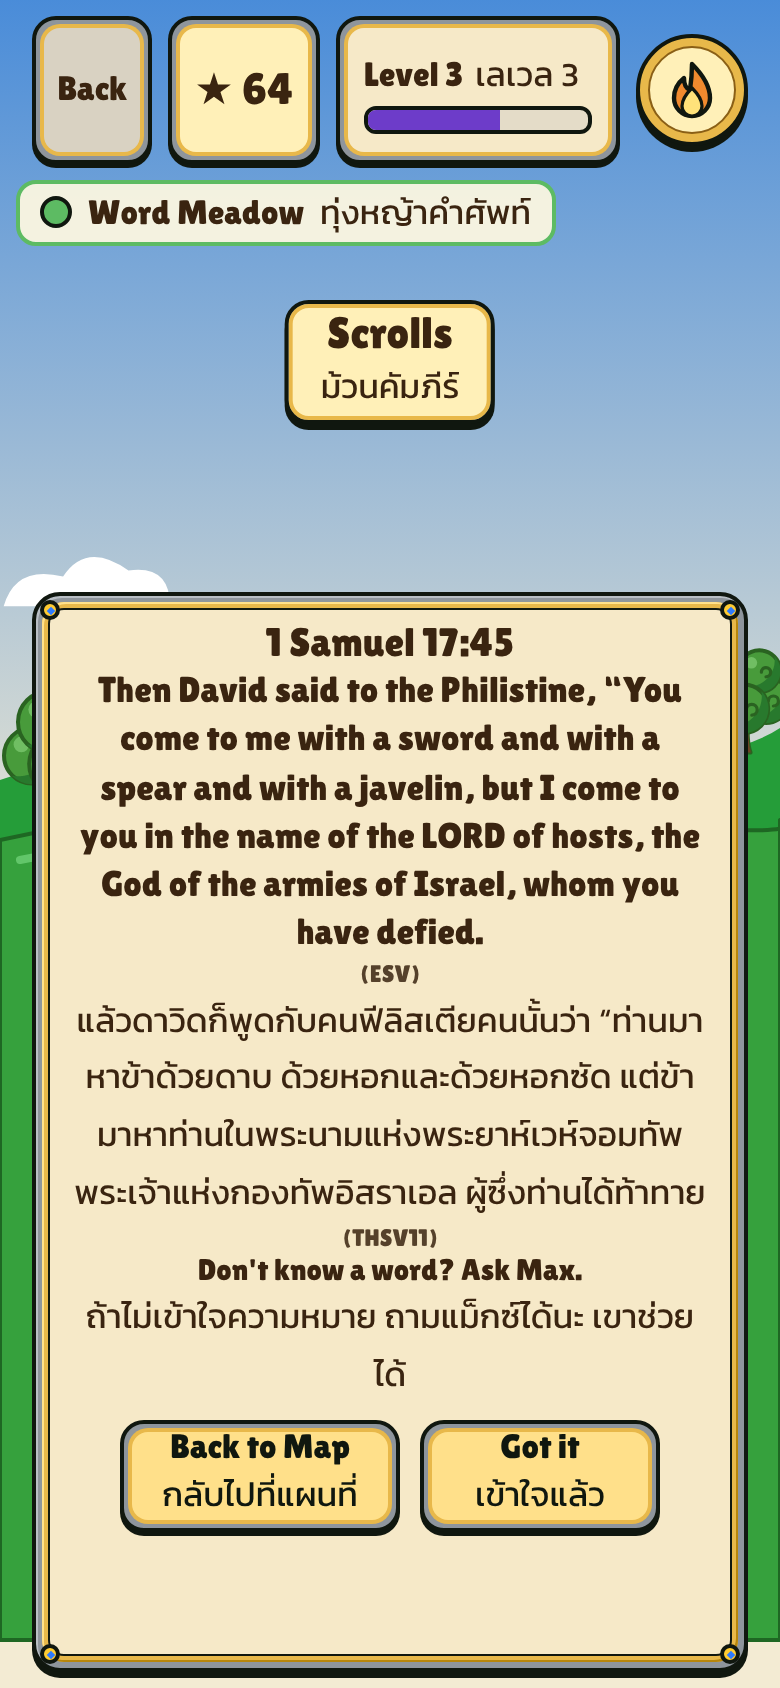 Back
★ 64
Level 3 เลเวล 3
Word Meadow ทุ่งหญ้าคำศัพท์
Scrolls
ม้วนคัมภีร์
1 Samuel 17:45
Then David said to the Philistine, “You
come to me with a sword and with a
spear and with a javelin, but I come to
you in the name of the LORD of hosts, the
God of the armies of Israel, whom you
have defied.
(ESV)
แล้วดาวิดก็พูดกับคนฟีลิสเตียคนนั้นว่า “ท่านมา
หาข้าด้วยดาบ ด้วยหอกและด้วยหอกซัด แต่ข้า
มาหาท่านในพระนามแห่งพระยาห์เวห์จอมทัพ
พระเจ้าแห่งกองทัพอิสราเอล ผู้ซึ่งท่านได้ท้าทาย
(THSV11)
Don't know a word? Ask Max.
ถ้าไม่เข้าใจความหมาย ถามแม็กซ์ได้นะ เขาช่วย
ได้
Back to Map
กลับไปที่แผนที่
Got it
เข้าใจแล้ว